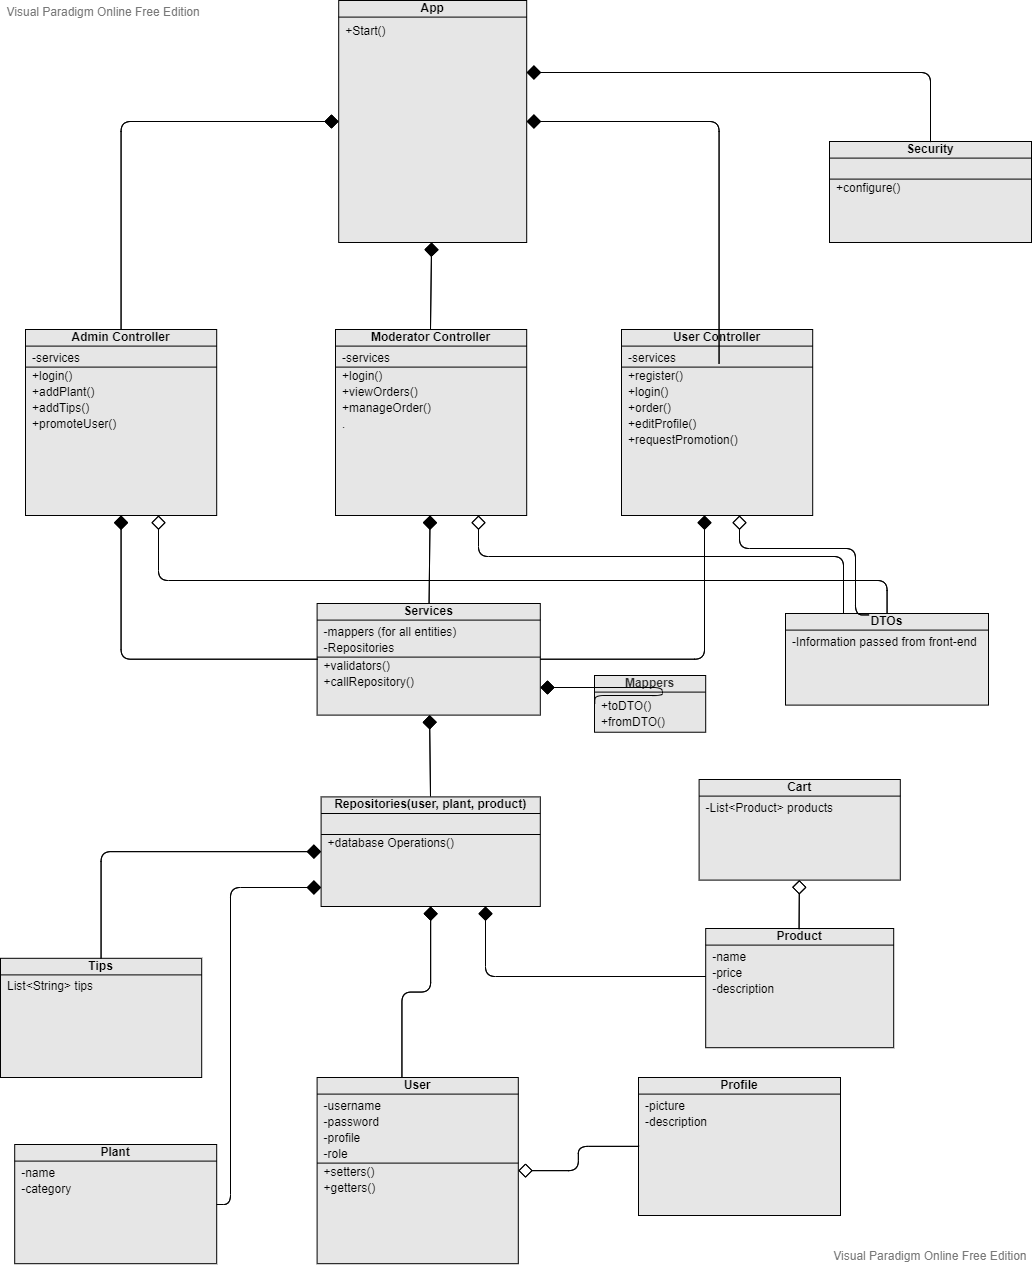 Visual Paradigm Online Free Edition
App
+Start()
Security
+configure()
Admin Controller
-services
+login()
+addPlant()
+addTips()
+promoteUser()
Moderator Controller
-services
+login()
+viewOrders()
+manageOrder()
.
User Controller
-services
+register()
+login()
+order()
+editProfile()
+requestPromotion()
Services
-mappers (for all entities)
-Repositories
+validators()
+callRepository()
DTOs
-Information passed from front-end
Mappers
+toDTO()
+fromDTO()
Repositories(user, plant, product)
+database Operations()
Cart
-List<Product> products
Product
-name
-price
-description
Tips
List<String> tips
User
-username
-password
-profile
-role
+setters()
+getters()
Profile
-picture
-description
Plant
-name
-category
Visual Paradigm Online Free Edition